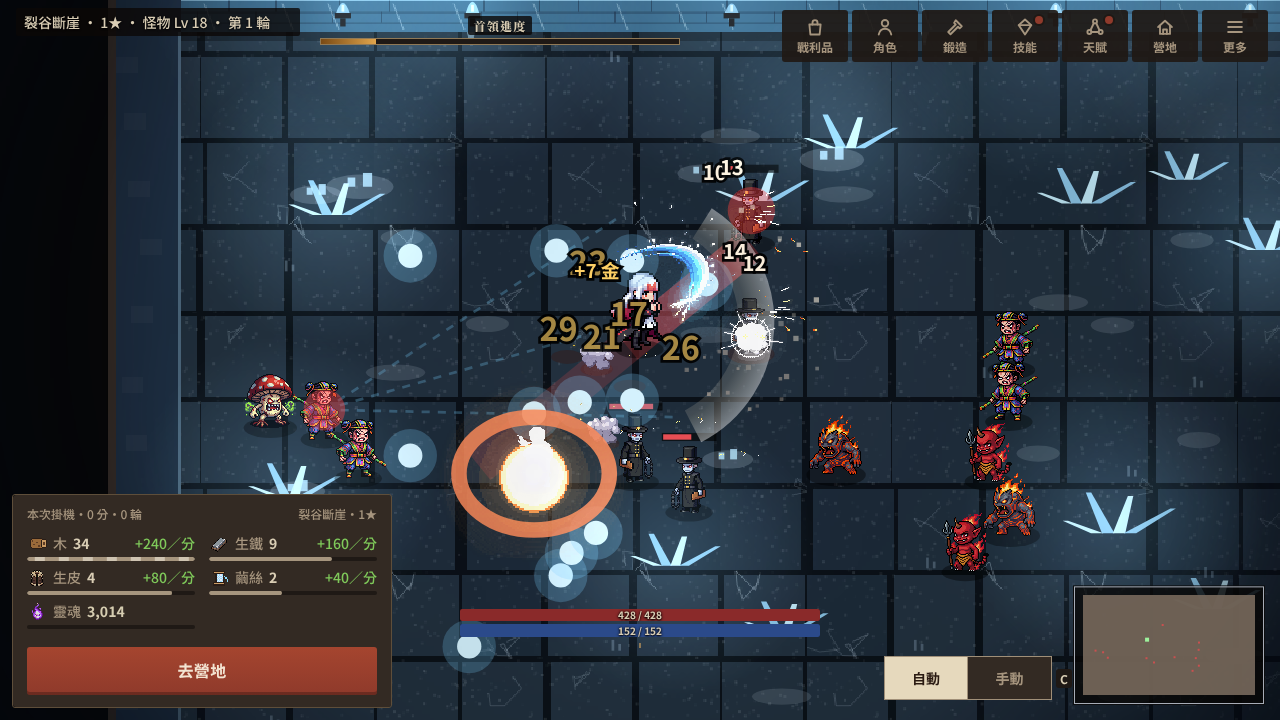 裂谷斷崖 • 1★ • 怪物 Lv 18 • 第 1 輪
首領進度
戰利品
角色
鍛造
技能
天賦
營地
更多
13
+7 金
14
12
17
29
21
26
本次掛機 • 0 分 • 0 輪
裂谷斷崖 • 1★
木 34 +240／分
生鐵 9 +160／分
生皮 4 +80／分
繭絲 2 +40／分
靈魂 3,014
去營地
428 / 428
152 / 152
自動
手動
C